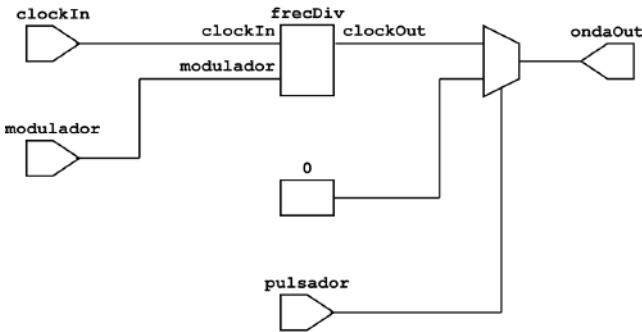 clockIn
frecDiv
clockIn
clockOut
ondaOut
modulador
modulador
0
pulsador